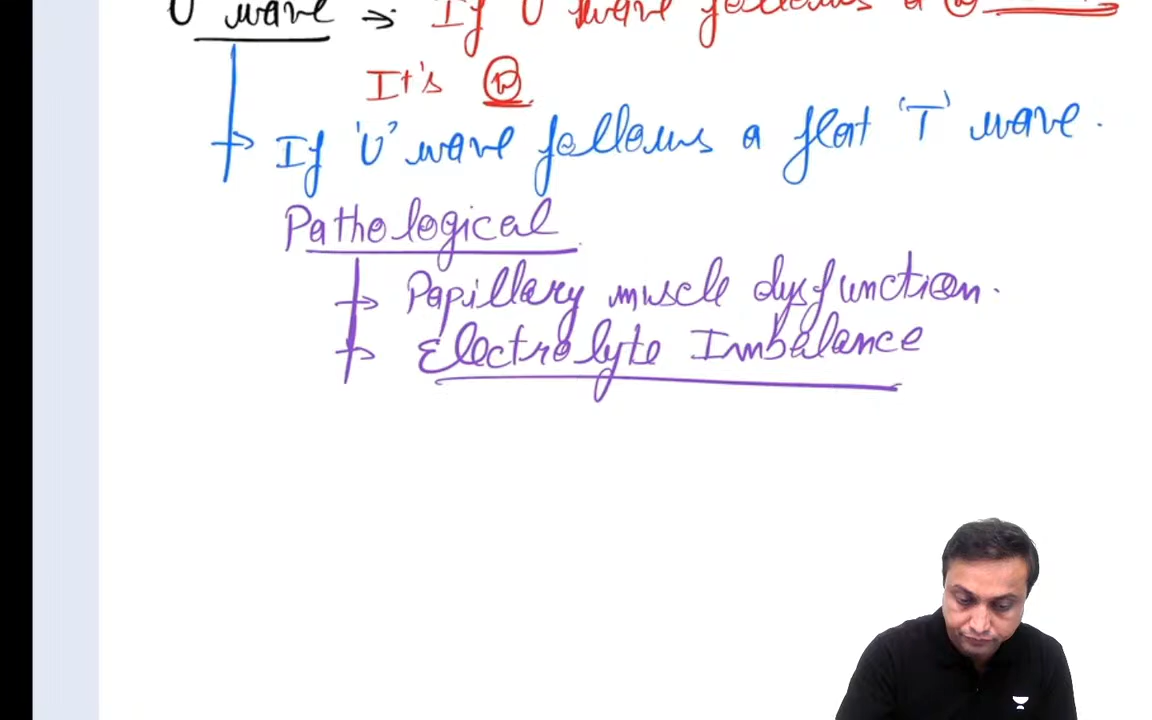 U wave ⇒ If U wave follows a Ⓝ
It's Ⓝ
If 'U' wave follows a flat 'T' wave.
Pathological
Papillary muscle dysfunction.
Electrolyte Imbalance